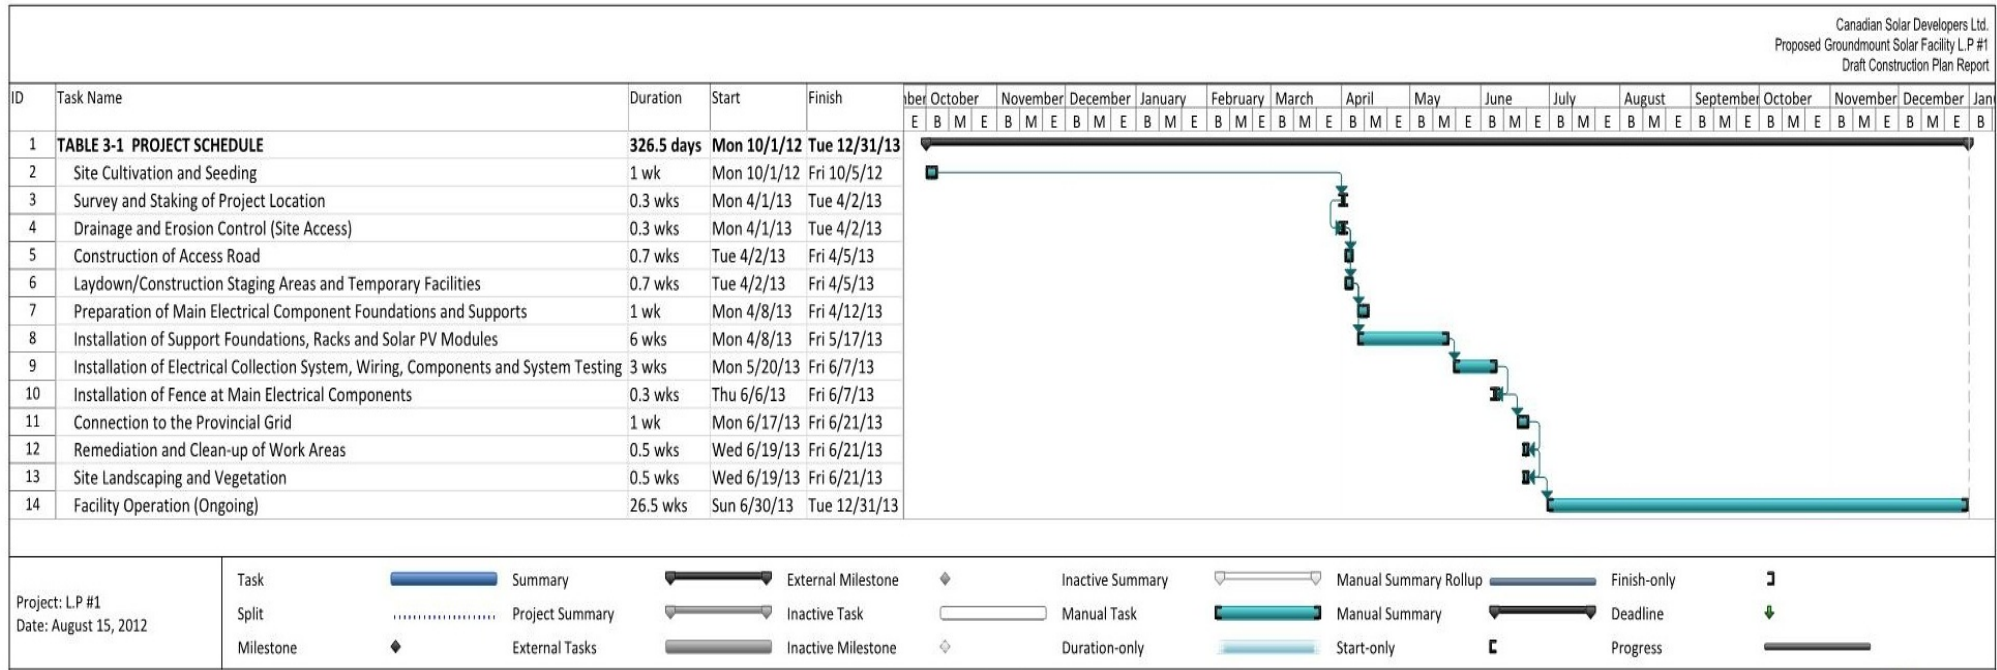 Canadian Solar Developers Ltd.
Proposed Groundmount Solar Facility L.P #1
Draft Construction Plan Report
ID Task Name Duration Start Finish
nber October November December January February March April May June July August September October November December Jan
E B M E B M E B M E B M E B M E B M E B M E B M E B M E B M E B M E B M E B M E B M E B M E B
1 TABLE 3-1 PROJECT SCHEDULE 326.5 days Mon 10/1/12 Tue 12/31/13
2 Site Cultivation and Seeding 1 wk Mon 10/1/12 Fri 10/5/12
3 Survey and Staking of Project Location 0.3 wks Mon 4/1/13 Tue 4/2/13
4 Drainage and Erosion Control (Site Access) 0.3 wks Mon 4/1/13 Tue 4/2/13
5 Construction of Access Road 0.7 wks Tue 4/2/13 Fri 4/5/13
6 Laydown/Construction Staging Areas and Temporary Facilities 0.7 wks Tue 4/2/13 Fri 4/5/13
7 Preparation of Main Electrical Component Foundations and Supports 1 wk Mon 4/8/13 Fri 4/12/13
8 Installation of Support Foundations, Racks and Solar PV Modules 6 wks Mon 4/8/13 Fri 5/17/13
9 Installation of Electrical Collection System, Wiring, Components and System Testing 3 wks Mon 5/20/13 Fri 6/7/13
10 Installation of Fence at Main Electrical Components 0.3 wks Thu 6/6/13 Fri 6/7/13
11 Connection to the Provincial Grid 1 wk Mon 6/17/13 Fri 6/21/13
12 Remediation and Clean-up of Work Areas 0.5 wks Wed 6/19/13 Fri 6/21/13
13 Site Landscaping and Vegetation 0.5 wks Wed 6/19/13 Fri 6/21/13
14 Facility Operation (Ongoing) 26.5 wks Sun 6/30/13 Tue 12/31/13
Project: L.P #1
Date: August 15, 2012
Task Summary External Milestone Inactive Summary Manual Summary Rollup Finish-only
Split Project Summary Inactive Task Manual Task Manual Summary Deadline
Milestone External Tasks Inactive Milestone Duration-only Start-only Progress